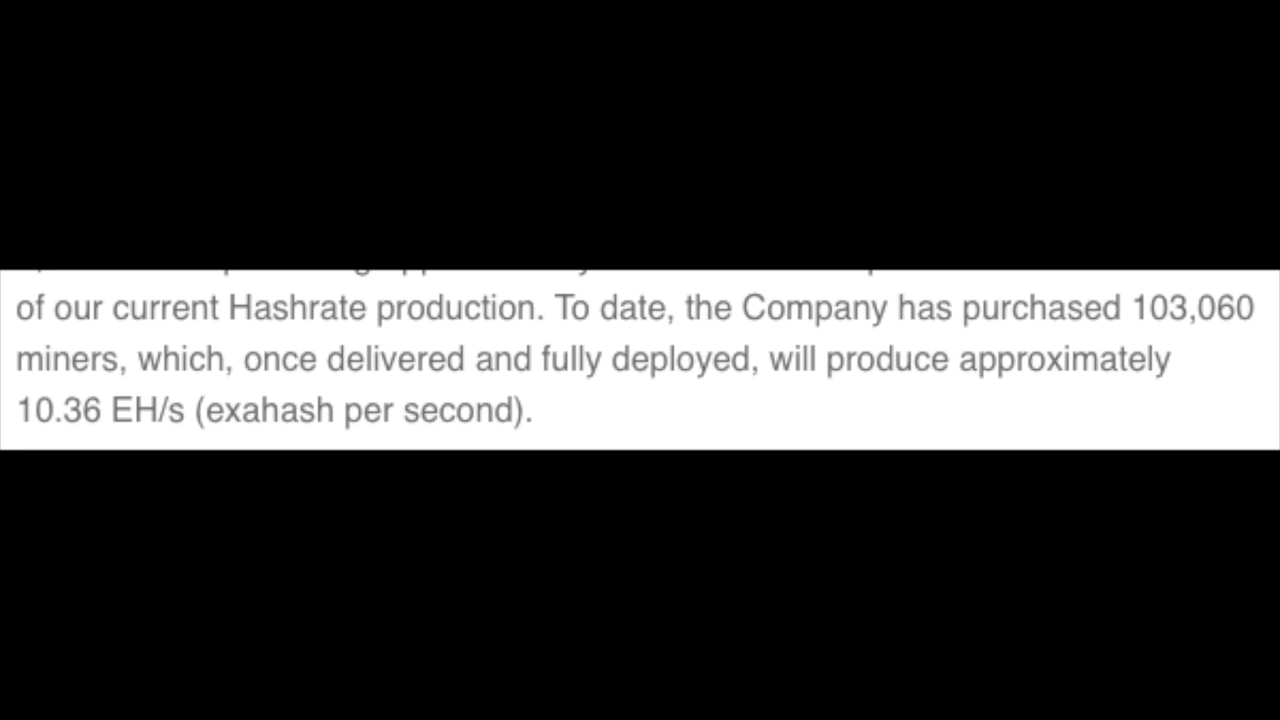 of our current Hashrate production. To date, the Company has purchased 103,060
miners, which, once delivered and fully deployed, will produce approximately
10.36 EH/s (exahash per second).